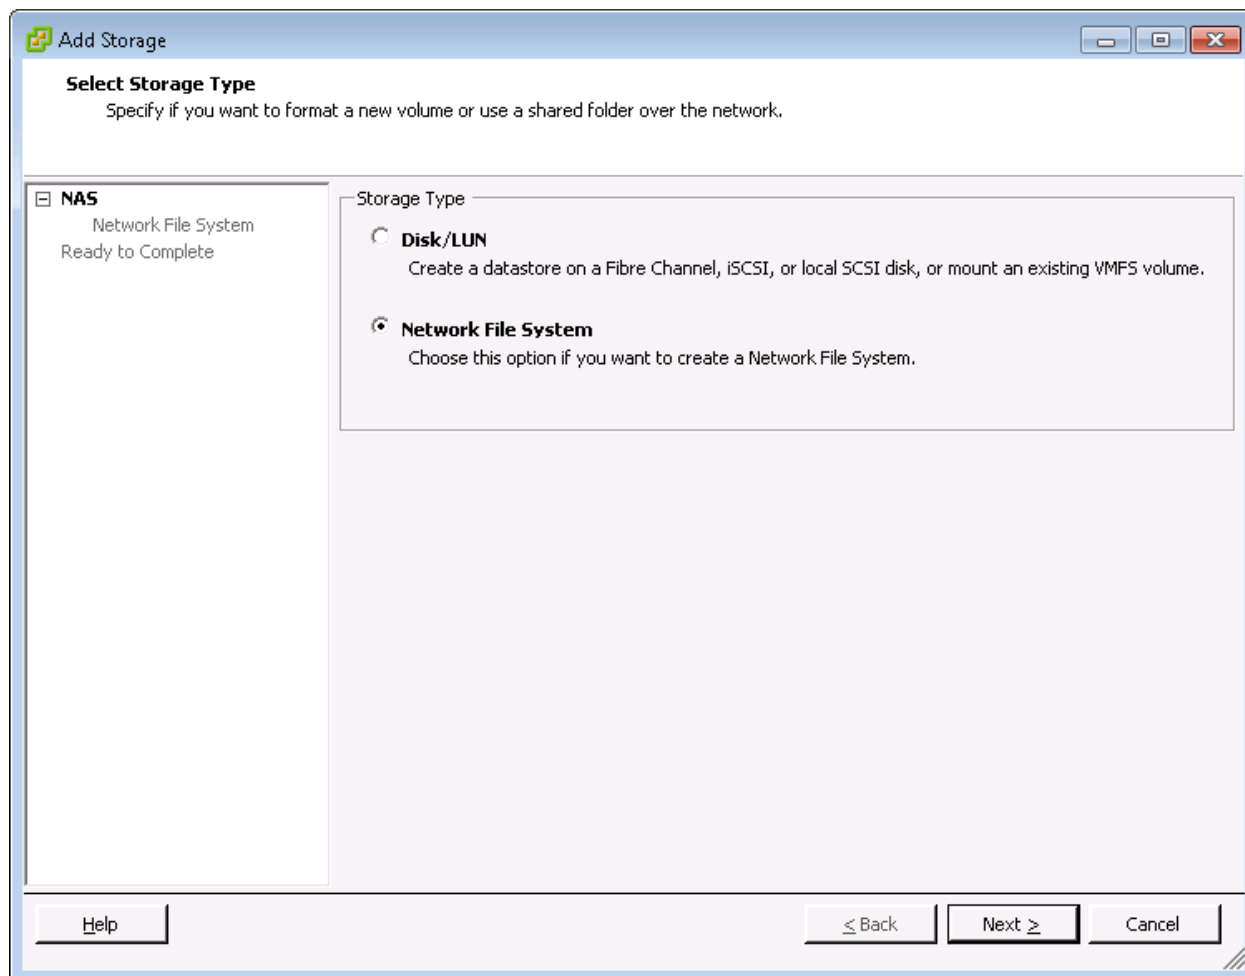 Add Storage
Select Storage Type
Specify if you want to format a new volume or use a shared folder over the network.
NAS
Network File System
Ready to Complete
Storage Type
Disk/LUN
Create a datastore on a Fibre Channel, iSCSI, or local SCSI disk, or mount an existing VMFS volume.
Network File System
Choose this option if you want to create a Network File System.
Help
< Back
Next >
Cancel